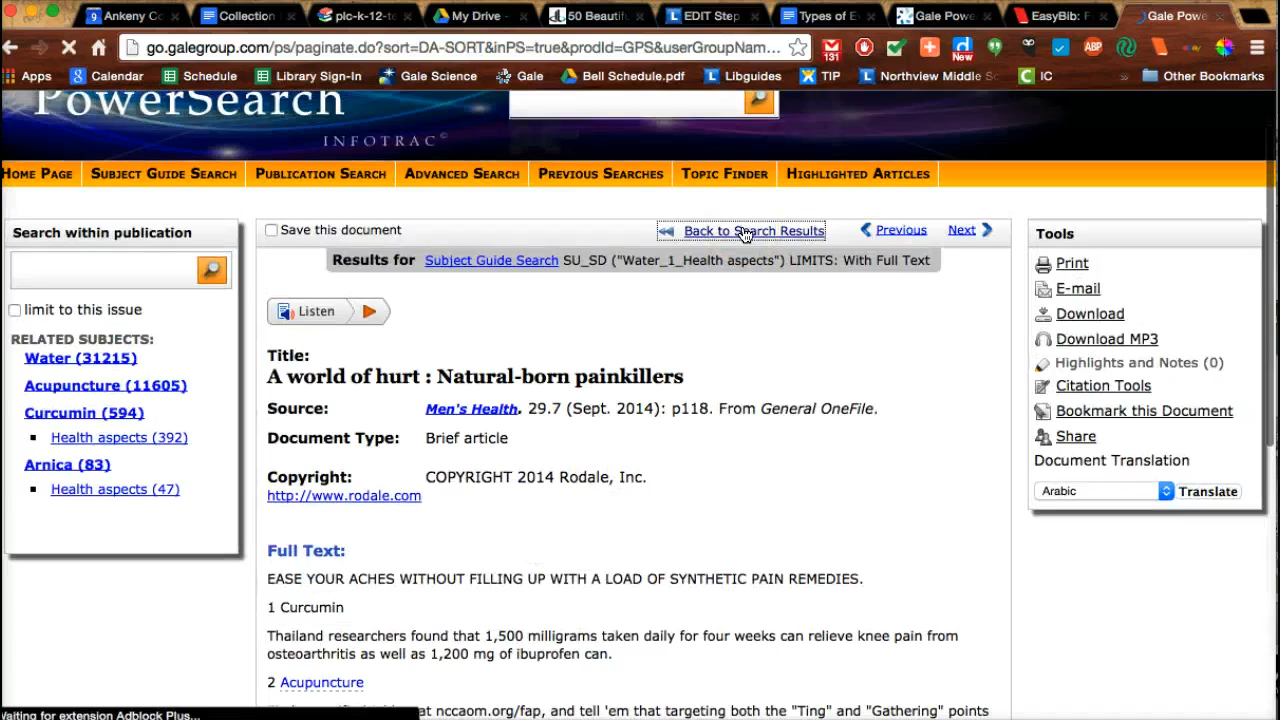 Ankeny Co
Collection
plc-k-12-te
My Drive -
50 Beautif
EDIT Step
Types of E
Gale Powe
EasyBib: F
Gale Powe
go.galegroup.com/ps/paginate.do?sort=DA-SORT&inPS=true&prodId=GPS&userGroupNam...
131
ABP
New
Apps
Calendar
Schedule
Library Sign-In
Gale Science
Gale
Bell Schedule.pdf
Libguides
TIP
Northview Middle Sc
IC
»
Other Bookmarks
PowerSearch
INFOTRAC©
HOME PAGE
SUBJECT GUIDE SEARCH
PUBLICATION SEARCH
ADVANCED SEARCH
PREVIOUS SEARCHES
TOPIC FINDER
HIGHLIGHTED ARTICLES
Search within publication
limit to this issue
RELATED SUBJECTS:
Water (31215)
Acupuncture (11605)
Curcumin (594)
Health aspects (392)
Arnica (83)
Health aspects (47)
Save this document
Back to Search Results
Previous
Next
Results for Subject Guide Search SU_SD ("Water_1_Health aspects") LIMITS: With Full Text
Listen
Title:
A world of hurt : Natural-born painkillers
Source: Men's Health. 29.7 (Sept. 2014): p118. From General OneFile.
Document Type: Brief article
Copyright: COPYRIGHT 2014 Rodale, Inc.
http://www.rodale.com
Full Text:
EASE YOUR ACHES WITHOUT FILLING UP WITH A LOAD OF SYNTHETIC PAIN REMEDIES.
1 Curcumin
Thailand researchers found that 1,500 milligrams taken daily for four weeks can relieve knee pain from
osteoarthritis as well as 1,200 mg of ibuprofen can.
2 Acupuncture
at nccaom.org/fap, and tell 'em that targeting both the "Ting" and "Gathering" points
Tools
Print
E-mail
Download
Download MP3
Highlights and Notes (0)
Citation Tools
Bookmark this Document
Share
Document Translation
Arabic
Translate
Waiting for extension Adblock Plus...